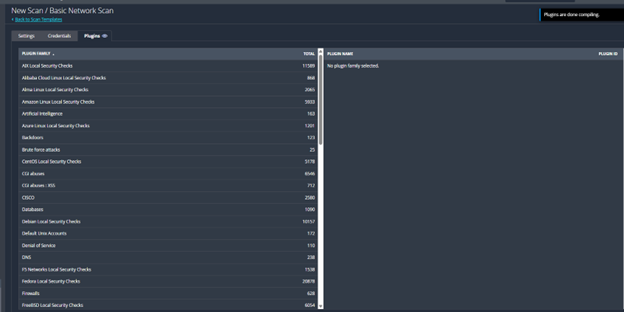 New Scan / Basic Network Scan
Plugins are done compiling.
< Back to Scan Templates
Settings Credentials Plugins
PLUGIN FAMILY TOTAL PLUGIN NAME PLUGIN ID
AIX Local Security Checks 11389 No plugin family selected.
Alibaba Cloud Linux Local Security Checks 868
Alma Linux Local Security Checks 2065
Amazon Linux Local Security Checks 5933
Artificial Intelligence 163
Azure Linux Local Security Checks 1201
Backdoors 123
Brute force attacks 25
CentOS Local Security Checks 5178
CGI abuses 6546
CGI abuses : XSS 712
CISCO 2580
Databases 1090
Debian Local Security Checks 10157
Default Unix Accounts 172
Denial of Service 110
DNS 238
F5 Networks Local Security Checks 1538
Fedora Local Security Checks 20878
Firewalls 628
FreeBSD Local Security Checks 6054